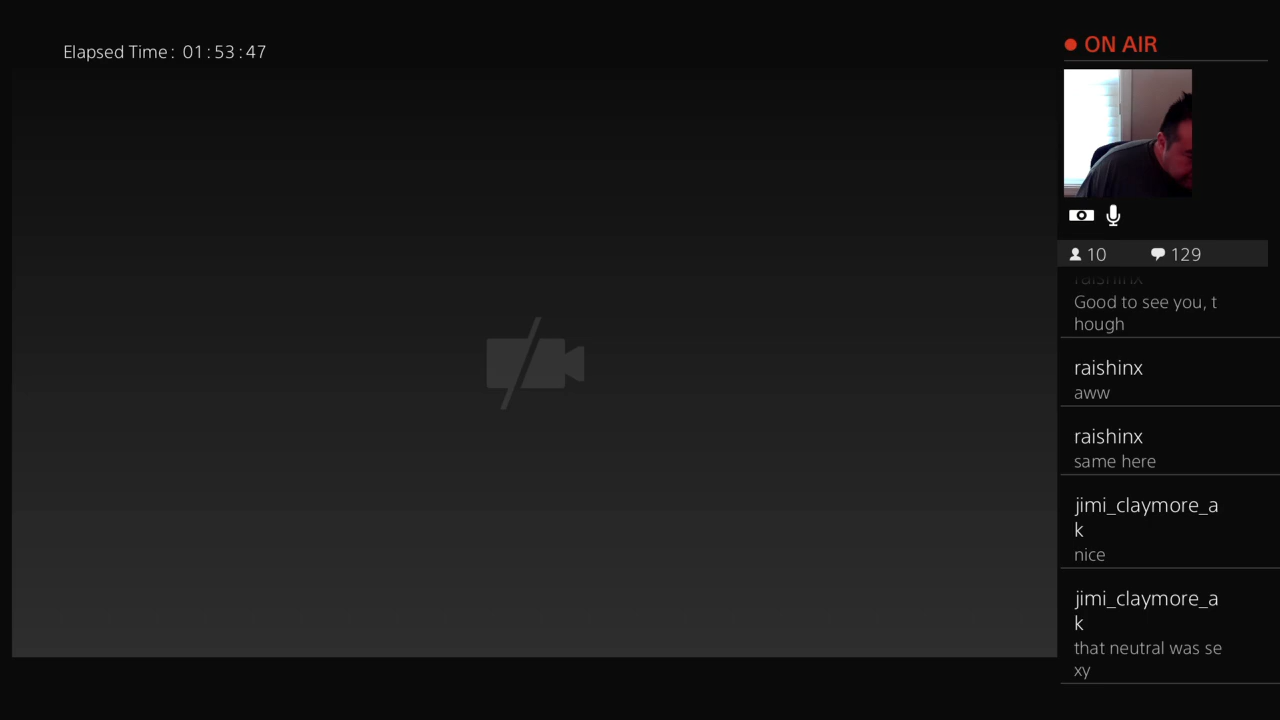 Elapsed Time: 01:53:47
ON AIR
10 129
raishinx
Good to see you, t
hough
raishinx
aww
raishinx
same here
jimi_claymore_a
k
nice
jimi_claymore_a
k
that neutral was se
xy